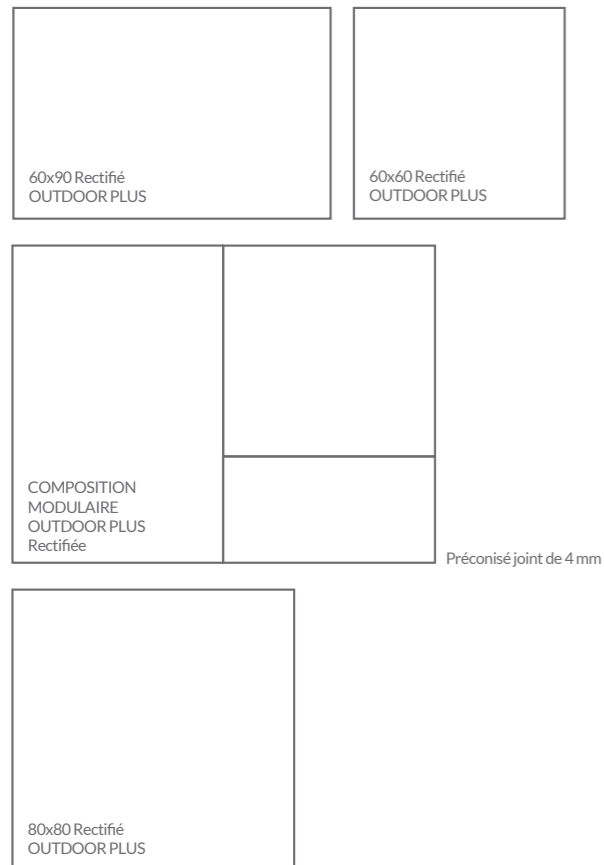 60x90 Rectifié
OUTDOOR PLUS
60x60 Rectifié
OUTDOOR PLUS
COMPOSITION
MODULAIRE
OUTDOOR PLUS
Rectifiée
Préconisé joint de 4 mm
80x80 Rectifié
OUTDOOR PLUS